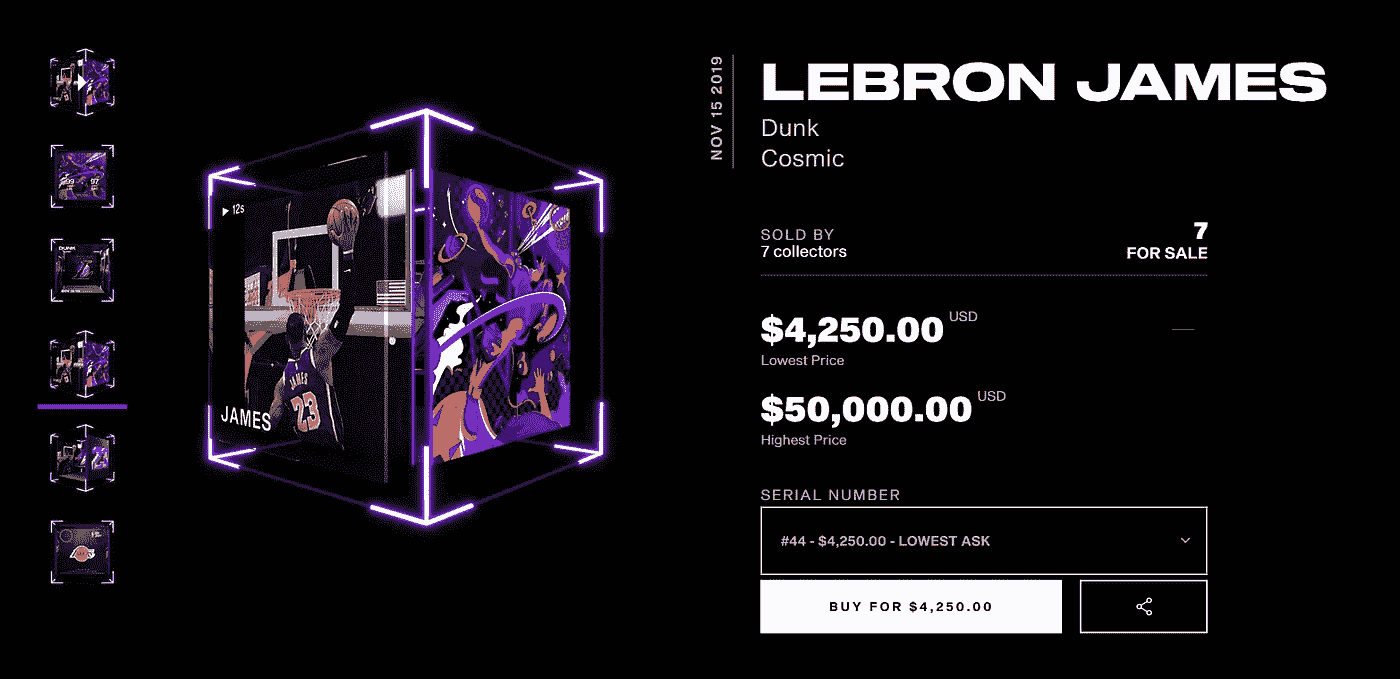 NOV 15 2019
LEBRON JAMES
Dunk
Cosmic
SOLD BY
7 collectors
7
FOR SALE
$4,250.00 USD
Lowest Price
$50,000.00 USD
Highest Price
SERIAL NUMBER
#44 - $4,250.00 - LOWEST ASK
BUY FOR $4,250.00
12s
JAMES
23
JAMES
DUNK